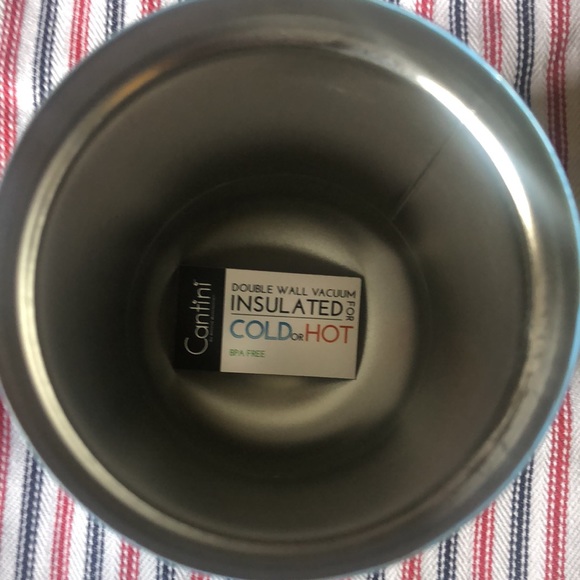 Cantini
DOUBLE WALL VACUUM
INSULATED FOR
COLD OR HOT
BPA FREE